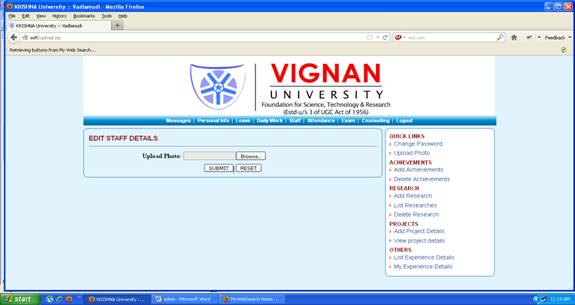 KRISHNA University :: Vadlamudi - Mozilla Firefox
File Edit View History Bookmarks Tools Help
KRISHNA University :: Vadlamudi
soft/upload.jsp
Ask.com
Feedback
Retrieving buttons from My Web Search...
VIGNAN
UNIVERSITY
Foundation for Science, Technology & Research
(Estd u/s 3 of UGC Act of 1956)
Messages | Personal Info | Leave | Daily Work | Staff | Attendance | Exam | Counseling | Logout
EDIT STAFF DETAILS
Upload Photo: Browse..
SUBMIT RESET
QUICK LINKS
Change Password
Upload Photo
ACHIEVEMENTS
Add Achievements
Delete Achievements
RESEARCH
Add Research
List Researches
Delete Research
PROJECTS
Add Project Details
View project details
OTHERS
List Experience Details
My Experience Details
start KRISHNA University :... admin - Microsoft Word MyWebSearch Home ... 11:19 AM